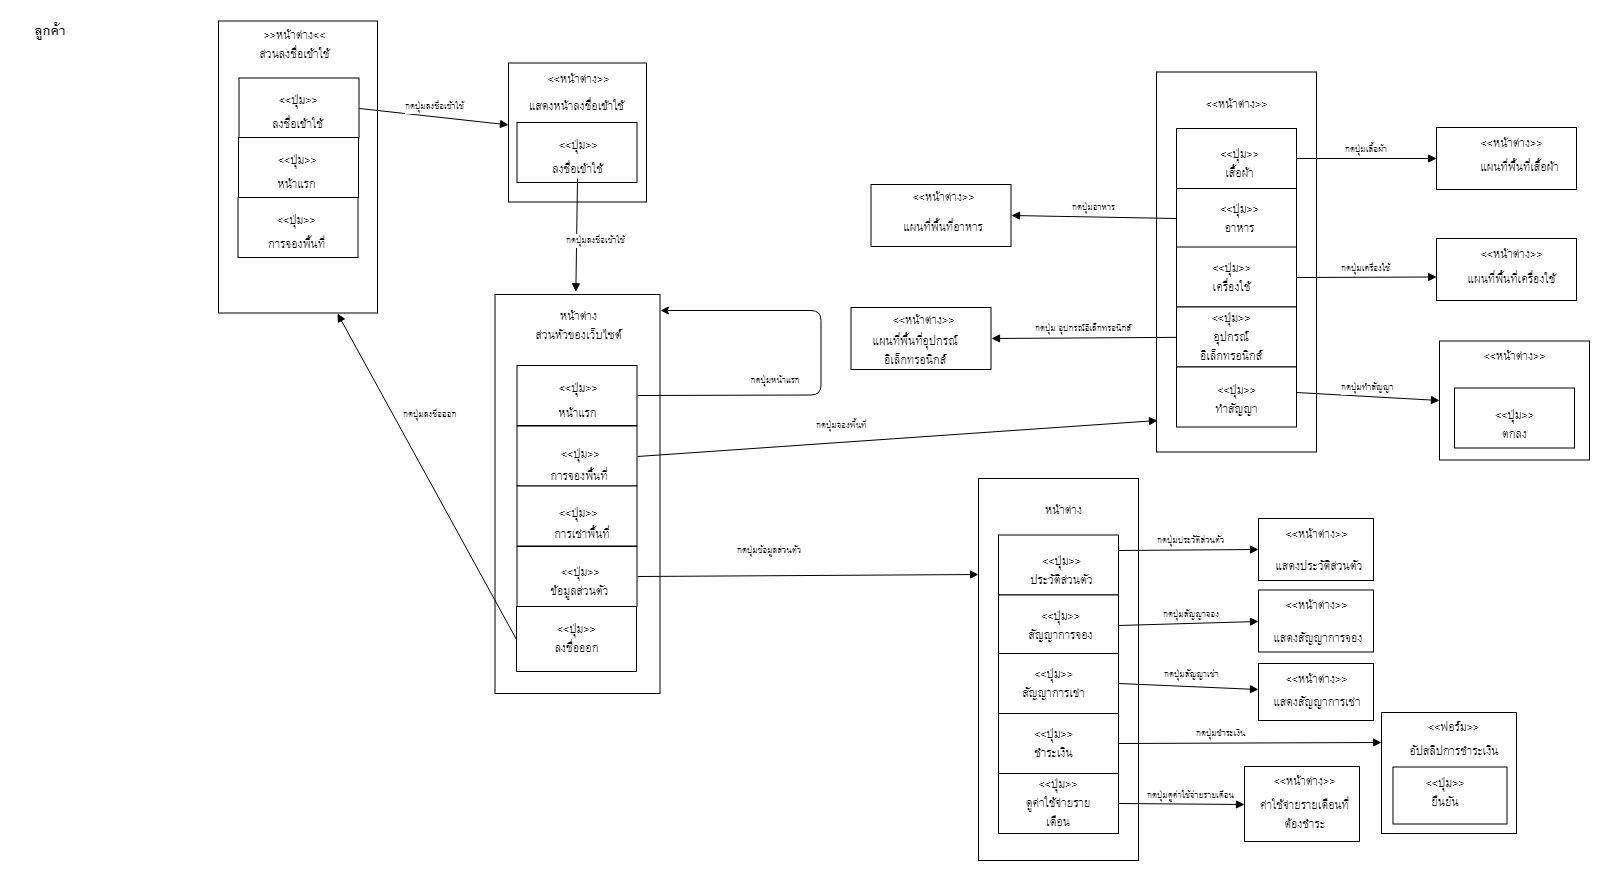 ลูกค้า
>>หน้าต่าง<<
ส่วนลงชื่อเข้าใช้
<<ปุ่ม>>
ลงชื่อเข้าใช้
<<ปุ่ม>>
หน้าแรก
<<ปุ่ม>>
การจองพื้นที่
กดปุ่มลงชื่อเข้าใช้
<<หน้าต่าง>>
แสดงหน้าลงชื่อเข้าใช้
<<ปุ่ม>>
ลงชื่อเข้าใช้
กดปุ่มลงชื่อเข้าใช้
หน้าต่าง
ส่วนหัวของเว็บไซต์
<<ปุ่ม>>
หน้าแรก
<<ปุ่ม>>
การจองพื้นที่
<<ปุ่ม>>
การเช่าพื้นที่
<<ปุ่ม>>
ข้อมูลส่วนตัว
<<ปุ่ม>>
ลงชื่อออก
กดปุ่มลงชื่อออก
กดปุ่มหน้าแรก
กดปุ่มจองพื้นที่
กดปุ่มข้อมูลส่วนตัว
<<หน้าต่าง>>
<<ปุ่ม>>
เสื้อผ้า
<<ปุ่ม>>
อาหาร
<<ปุ่ม>>
เครื่องใช้
<<ปุ่ม>>
อุปกรณ์
อิเล็กทรอนิกส์
<<ปุ่ม>>
ทำสัญญา
กดปุ่มเสื้อผ้า
<<หน้าต่าง>>
แผนที่พื้นที่เสื้อผ้า
กดปุ่มอาหาร
<<หน้าต่าง>>
แผนที่พื้นที่อาหาร
กดปุ่มเครื่องใช้
<<หน้าต่าง>>
แผนที่พื้นที่เครื่องใช้
กดปุ่ม อุปกรณ์อิเล็กทรอนิกส์
<<หน้าต่าง>>
แผนที่พื้นที่อุปกรณ์
อิเล็กทรอนิกส์
กดปุ่มทำสัญญา
<<หน้าต่าง>>
<<ปุ่ม>>
ตกลง
หน้าต่าง
<<ปุ่ม>>
ประวัติส่วนตัว
<<ปุ่ม>>
สัญญาการจอง
<<ปุ่ม>>
สัญญาการเช่า
<<ปุ่ม>>
ชำระเงิน
<<ปุ่ม>>
ดูค่าใช้จ่ายราย
เดือน
กดปุ่มประวัติส่วนตัว
<<หน้าต่าง>>
แสดงประวัติส่วนตัว
กดปุ่มสัญญาจอง
<<หน้าต่าง>>
แสดงสัญญาการจอง
กดปุ่มสัญญาเช่า
<<หน้าต่าง>>
แสดงสัญญาการเช่า
กดปุ่มชำระเงิน
<<ฟอร์ม>>
อัปสลิปการชำระเงิน
<<ปุ่ม>>
ยืนยัน
กดปุ่มดูค่าใช้จ่ายรายเดือน
<<หน้าต่าง>>
ค่าใช้จ่ายรายเดือนที่
ต้องชำระ